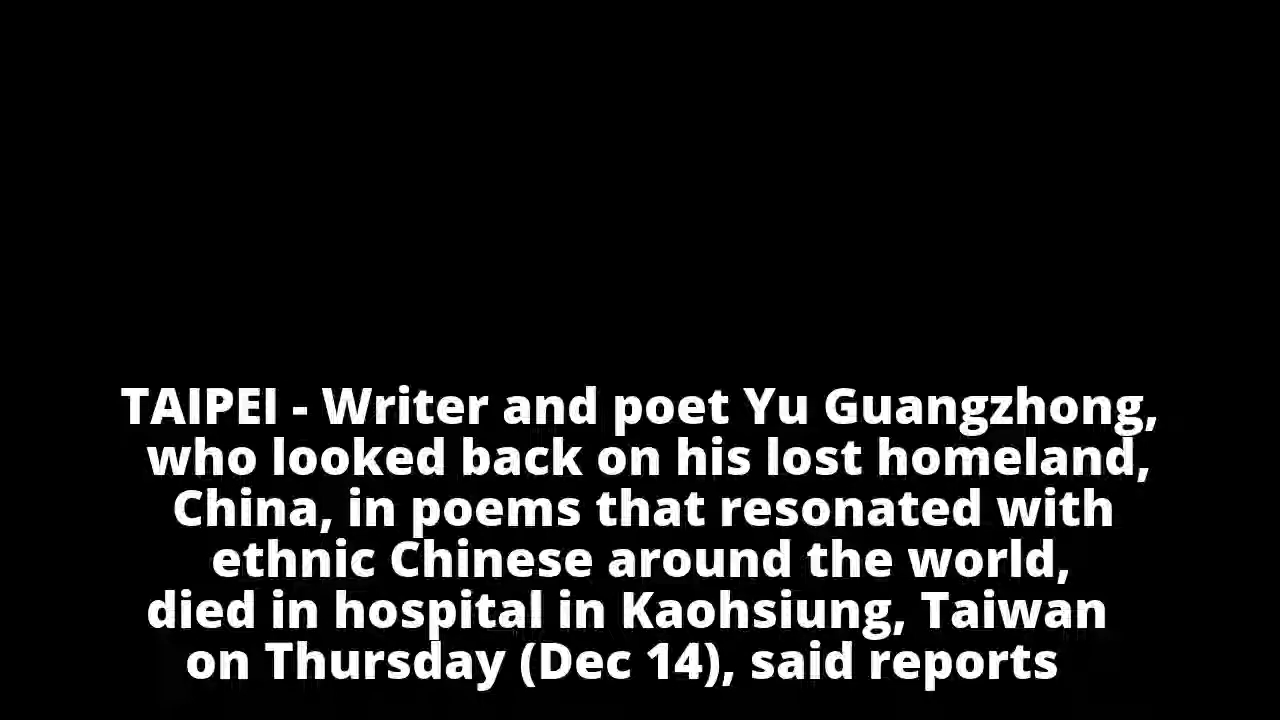 TAIPEI - Writer and poet Yu Guangzhong,
who looked back on his lost homeland,
China, in poems that resonated with
ethnic Chinese around the world,
died in hospital in Kaohsiung, Taiwan
on Thursday (Dec 14), said reports